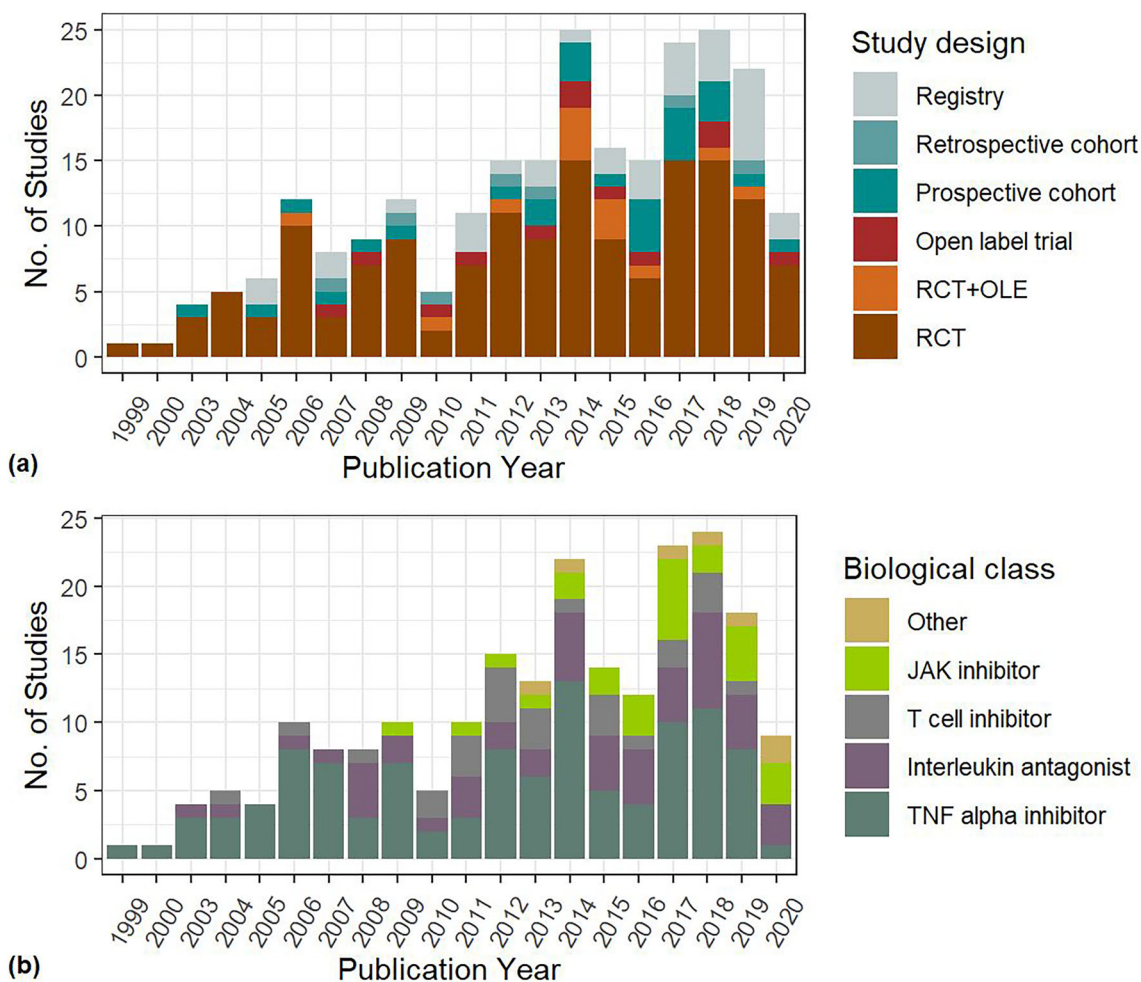 25
20
15
10
5
0
No. of Studies
1999
2000
2003
2004
2005
2006
2007
2008
2009
2010
2011
2012
2013
2014
2015
2016
2017
2018
2019
2020
Publication Year
(a)
Study design
Registry
Retrospective cohort
Prospective cohort
Open label trial
RCT+OLE
RCT
25
20
15
10
5
0
No. of Studies
1999
2000
2003
2004
2005
2006
2007
2008
2009
2010
2011
2012
2013
2014
2015
2016
2017
2018
2019
2020
Publication Year
(b)
Biological class
Other
JAK inhibitor
T cell inhibitor
Interleukin antagonist
TNF alpha inhibitor